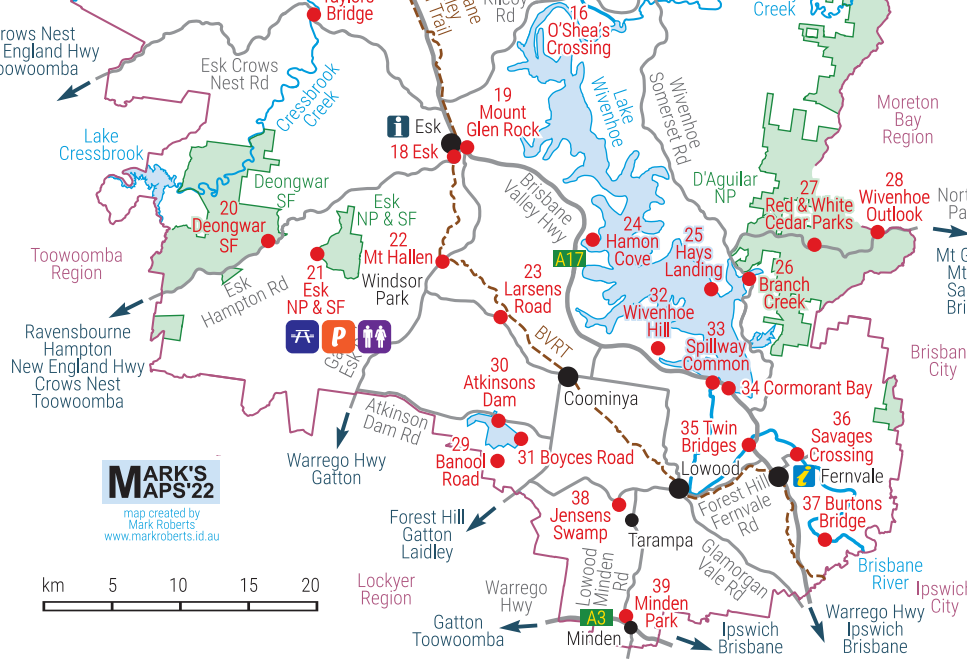 Bridge
Kilcoy
Rd
Trail
16
O'Shea's
Crossing
Creek
England Hwy
Esk Crows
Nest Rd
Cressbrook
Creek
Lake
Wivenhoe
Wivenhoe
Somerset Rd
Moreton
Bay
Region
Lake
Cressbrook
i
Esk
18 Esk
19
Mount
Glen Rock
Deongwar
SF
20
Deongwar
SF
Esk
NP & SF
Brisbane
Valley Hwy
A17
D'Aguilar
NP
27
Red & White
Cedar Parks
28
Wivenhoe
Outlook
Toowoomba
Region
21
Esk
NP & SF
P
22
Mt Hallen
Windsor
Park
23
Larsens
Road
24
Hamon
Cove
25
Hays
Landing
26
Branch
Creek
Esk
Hampton Rd
Ravensbourne
Hampton
New England Hwy
Crows Nest
Toowoomba
BVRT
32
Wivenhoe
Hill
33
Spillway
Common
34 Cormorant Bay
30
Atkinsons
Dam
Coominya
Atkinson
Dam Rd
29
Banool
Road
31 Boyces Road
35 Twin
Bridges
36
Savages
Crossing
Lowood
i
Fernvale
Warrego Hwy
Gatton
MARK'S
MAPS'22
map created by
Mark Roberts
www.markroberts.id.au
Forest Hill
Gatton
Laidley
38
Jensens
Swamp
Tarampa
Forest Hill
Fernvale
Rd
37 Burtons
Bridge
Brisbane
River
Glamorgan
Vale Rd
km 5 10 15 20
Lockyer
Region
Warrego
Hwy
Lowood
Minden
Rd
A3
39
Minden
Park
Minden
Gatton
Toowoomba
Ipswich
Brisbane
Warrego Hwy
Ipswich
Brisbane
Ipswich
City